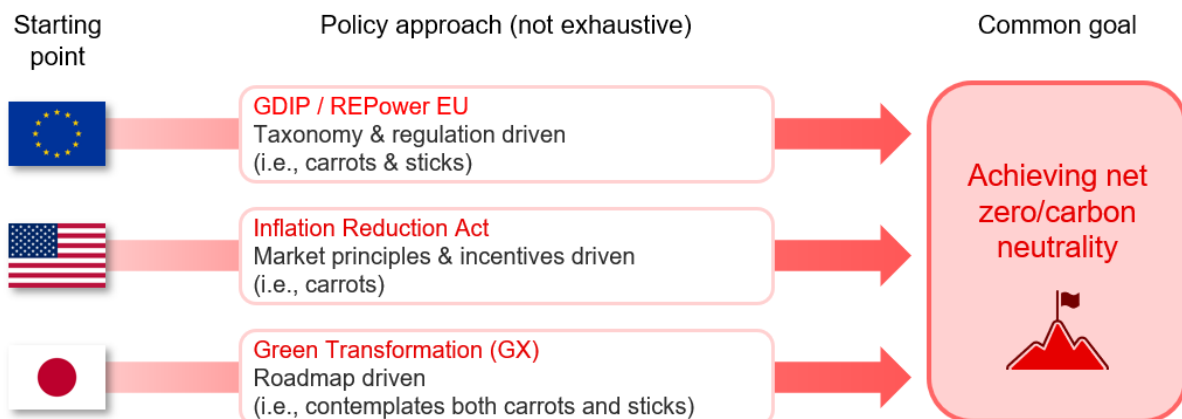 Starting
point
Policy approach (not exhaustive)
Common goal
GDIP / REPower EU
Taxonomy & regulation driven
(i.e., carrots & sticks)
Inflation Reduction Act
Market principles & incentives driven
(i.e., carrots)
Green Transformation (GX)
Roadmap driven
(i.e., contemplates both carrots and sticks)
Achieving net
zero/carbon
neutrality